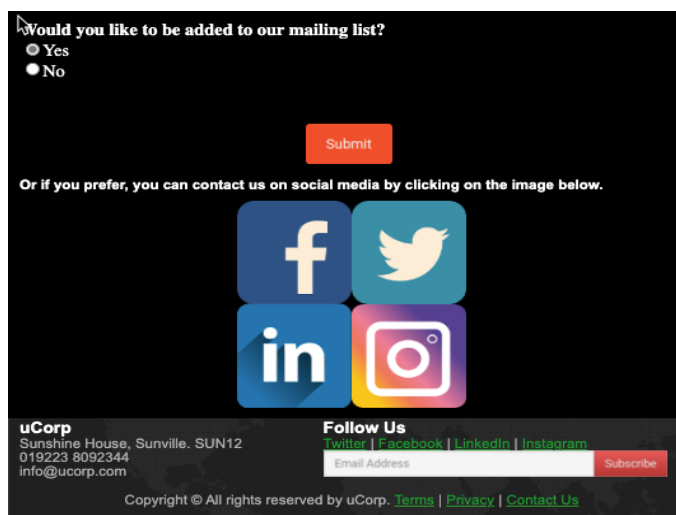 Would you like to be added to our mailing list?
Yes
No
Submit
Or if you prefer, you can contact us on social media by clicking on the image below.
f
in
uCorp
Sunshine House, Sunville. SUN12
019223 8092344
info@ucorp.com
Follow Us
Twitter | Facebook | LinkedIn | Instagram
Email Address
Subscribe
Copyright © All rights reserved by uCorp. Terms | Privacy | Contact Us